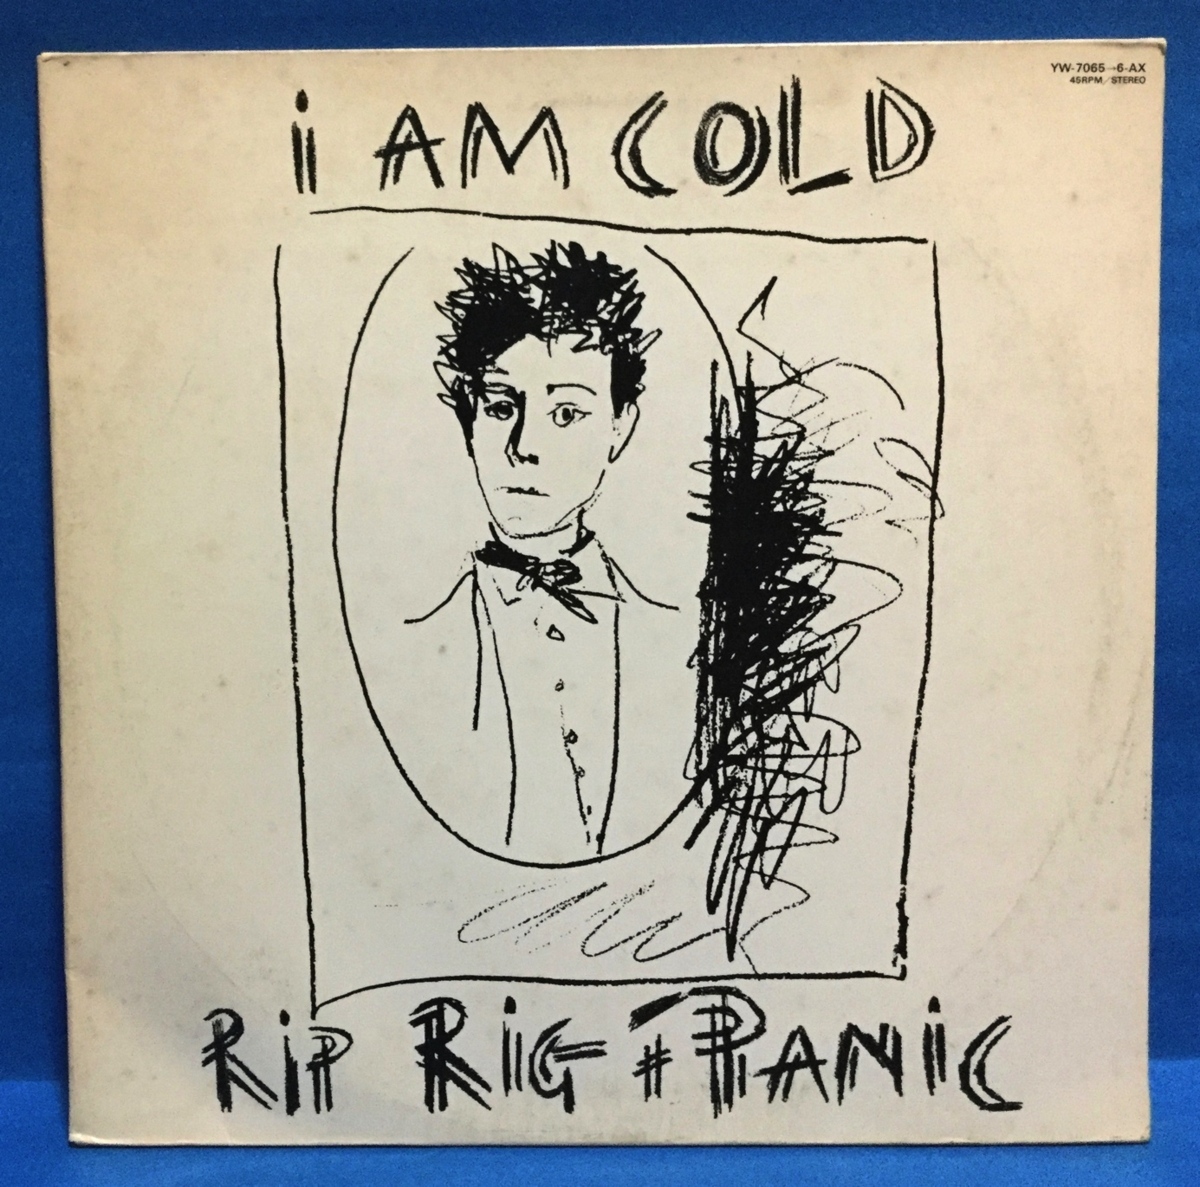 YW-7065→6-AX
45RPM/STEREO
i AM COLD
RiP RiG + PANiC